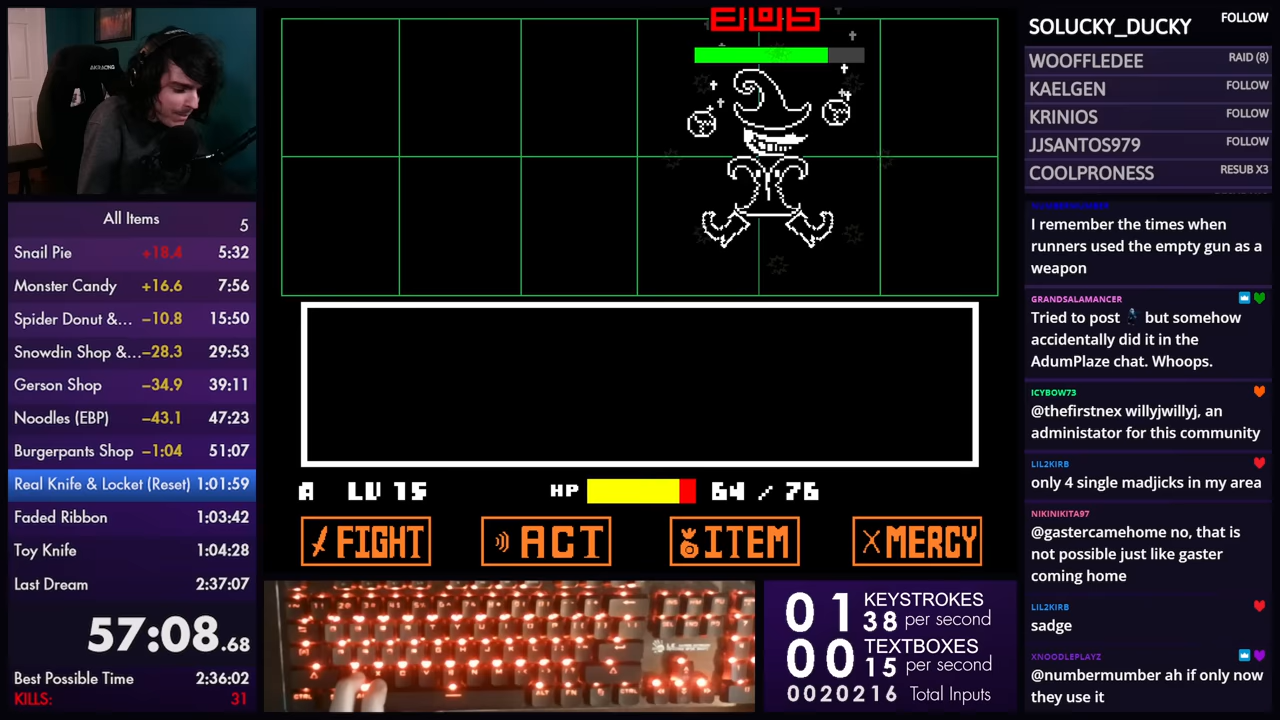 All Items
5
Snail Pie +18.4 5:32
Monster Candy +16.6 7:56
Spider Donut &... −10.8 15:50
Snowdin Shop &... −28.3 29:53
Gerson Shop −34.9 39:11
Noodles (EBP) −43.1 47:23
Burgerpants Shop −1:04 51:07
Real Knife & Locket (Reset) 1:01:59
Faded Ribbon 1:03:42
Toy Knife 1:04:28
Last Dream 2:37:07
57:08.68
Best Possible Time 2:36:02
KILLS: 31
A LV 15 HP 64 / 76
FIGHT ACT ITEM MERCY
01 38 KEYSTROKES per second
00 15 TEXTBOXES per second
0020216 Total Inputs
SOLUCKY_DUCKY FOLLOW
WOOFFLEDEE RAID (8)
KAELGEN FOLLOW
KRINIOS FOLLOW
JJSANTOS979 FOLLOW
COOLPRONESS RESUB X3
I remember the times when
runners used the empty gun as a
weapon
GRANDSALAMANCER
Tried to post but somehow
accidentally did it in the
AdumPlaze chat. Whoops.
ICYBOW73
@thefirstnex willyjwillyj, an
administator for this community
LIL2KIRB
only 4 single madjicks in my area
NIKINIKITA97
@gastercamehome no, that is
not possible just like gaster
coming home
LIL2KIRB
sadge
XNOODLEPLAYZ
@numbermumber ah if only now
they use it